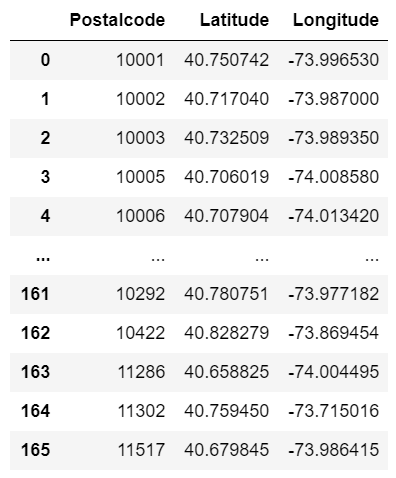 Postalcode Latitude Longitude
0 10001 40.750742 -73.996530
1 10002 40.717040 -73.987000
2 10003 40.732509 -73.989350
3 10005 40.706019 -74.008580
4 10006 40.707904 -74.013420
... ... ... ...
161 10292 40.780751 -73.977182
162 10422 40.828279 -73.869454
163 11286 40.658825 -74.004495
164 11302 40.759450 -73.715016
165 11517 40.679845 -73.986415